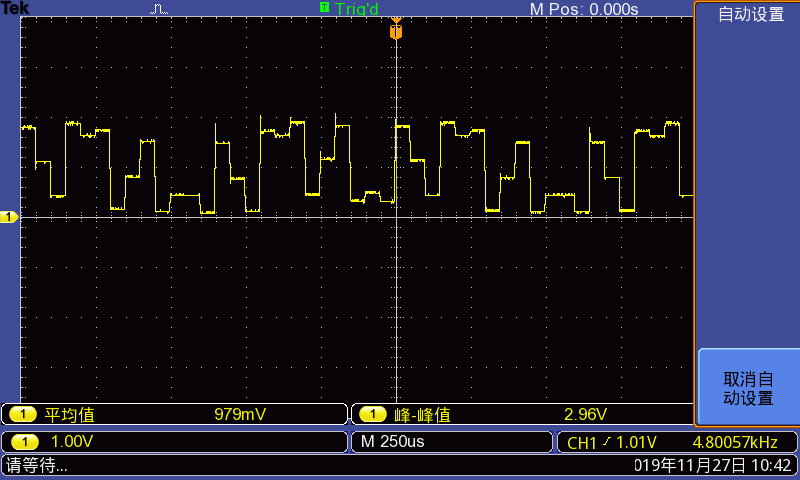 Tek T Trig'd M Pos: 0.000s
自动设置
T
1
取消自
动设置
1 平均值 979mV 1 峰-峰值 2.96V
1 1.00V M 250us CH1 1.01V 4.80057kHz
请等待... 019年11月27日 10:42